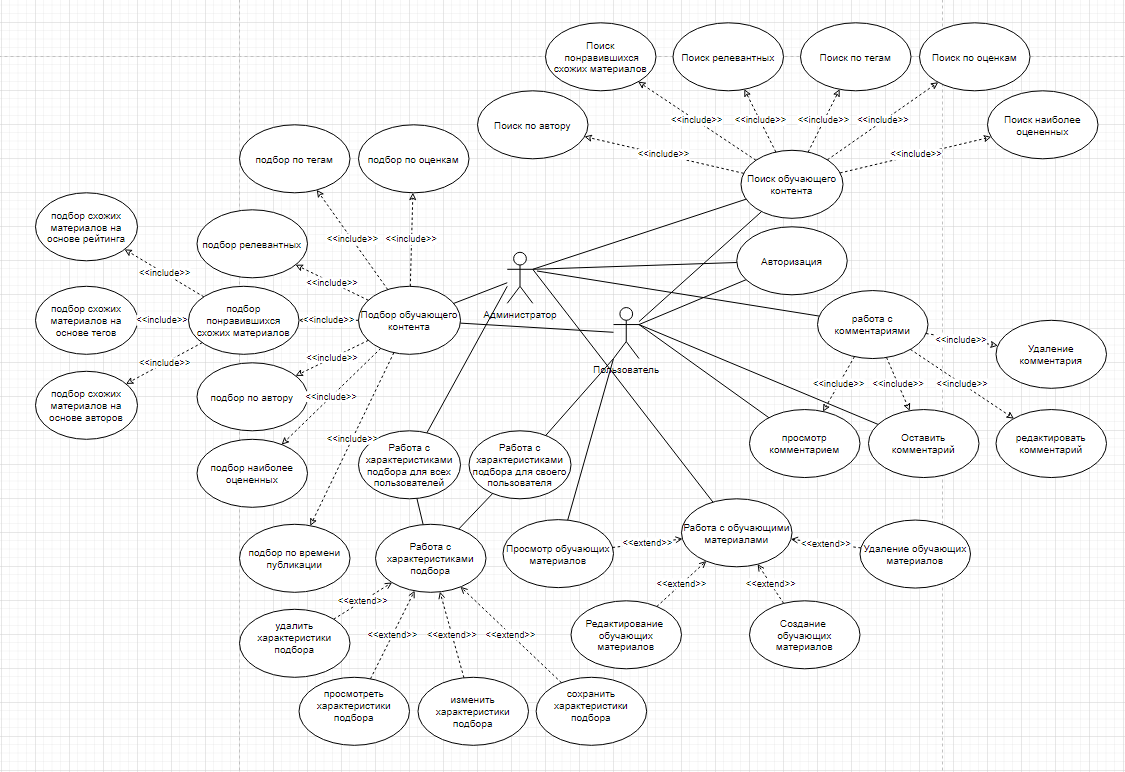 Поиск
понравившихся
схожих материалов
Поиск релевантных
Поиск по тегам
Поиск по оценкам
Поиск по автору
Поиск наиболее
оцененных
<<include>>
<<include>>
<<include>>
<<include>>
<<include>>
<<include>>
Поиск обучающего
контента
подбор по тегам
подбор по оценкам
подбор схожих
материалов на
основе рейтинга
подбор релевантных
<<include>>
<<include>>
<<include>>
<<include>>
подбор схожих
материалов на
основе тегов
<<include>>
подбор
понравившихся
схожих материалов
<<include>>
Подбор обучающего
контента
<<include>>
<<include>>
подбор схожих
материалов на
основе авторов
подбор по автору
<<include>>
<<include>>
подбор наиболее
оцененных
подбор по времени
публикации
Администратор
Пользователь
Авторизация
работа с
комментариями
<<include>>
Удаление
комментария
<<include>>
<<include>>
<<include>>
просмотр
комментарием
Оставить
комментарий
редактировать
комментарий
Работа с
характеристиками
подбора для всех
пользователей
Работа с
характеристиками
подбора для своего
пользователя
Работа с
характеристиками
подбора
Просмотр обучающих
материалов
<<extend>>
Работа с обучающими
материалами
<<extend>>
Удаление обучающих
материалов
<<extend>>
<<extend>>
Редактирование
обучающих
материалов
Создание
обучающих
материалов
<<extend>>
удалить
характеристики
подбора
<<extend>>
<<extend>>
<<extend>>
просмотреть
характеристики
подбора
изменить
характеристики
подбора
сохранить
характеристики
подбора